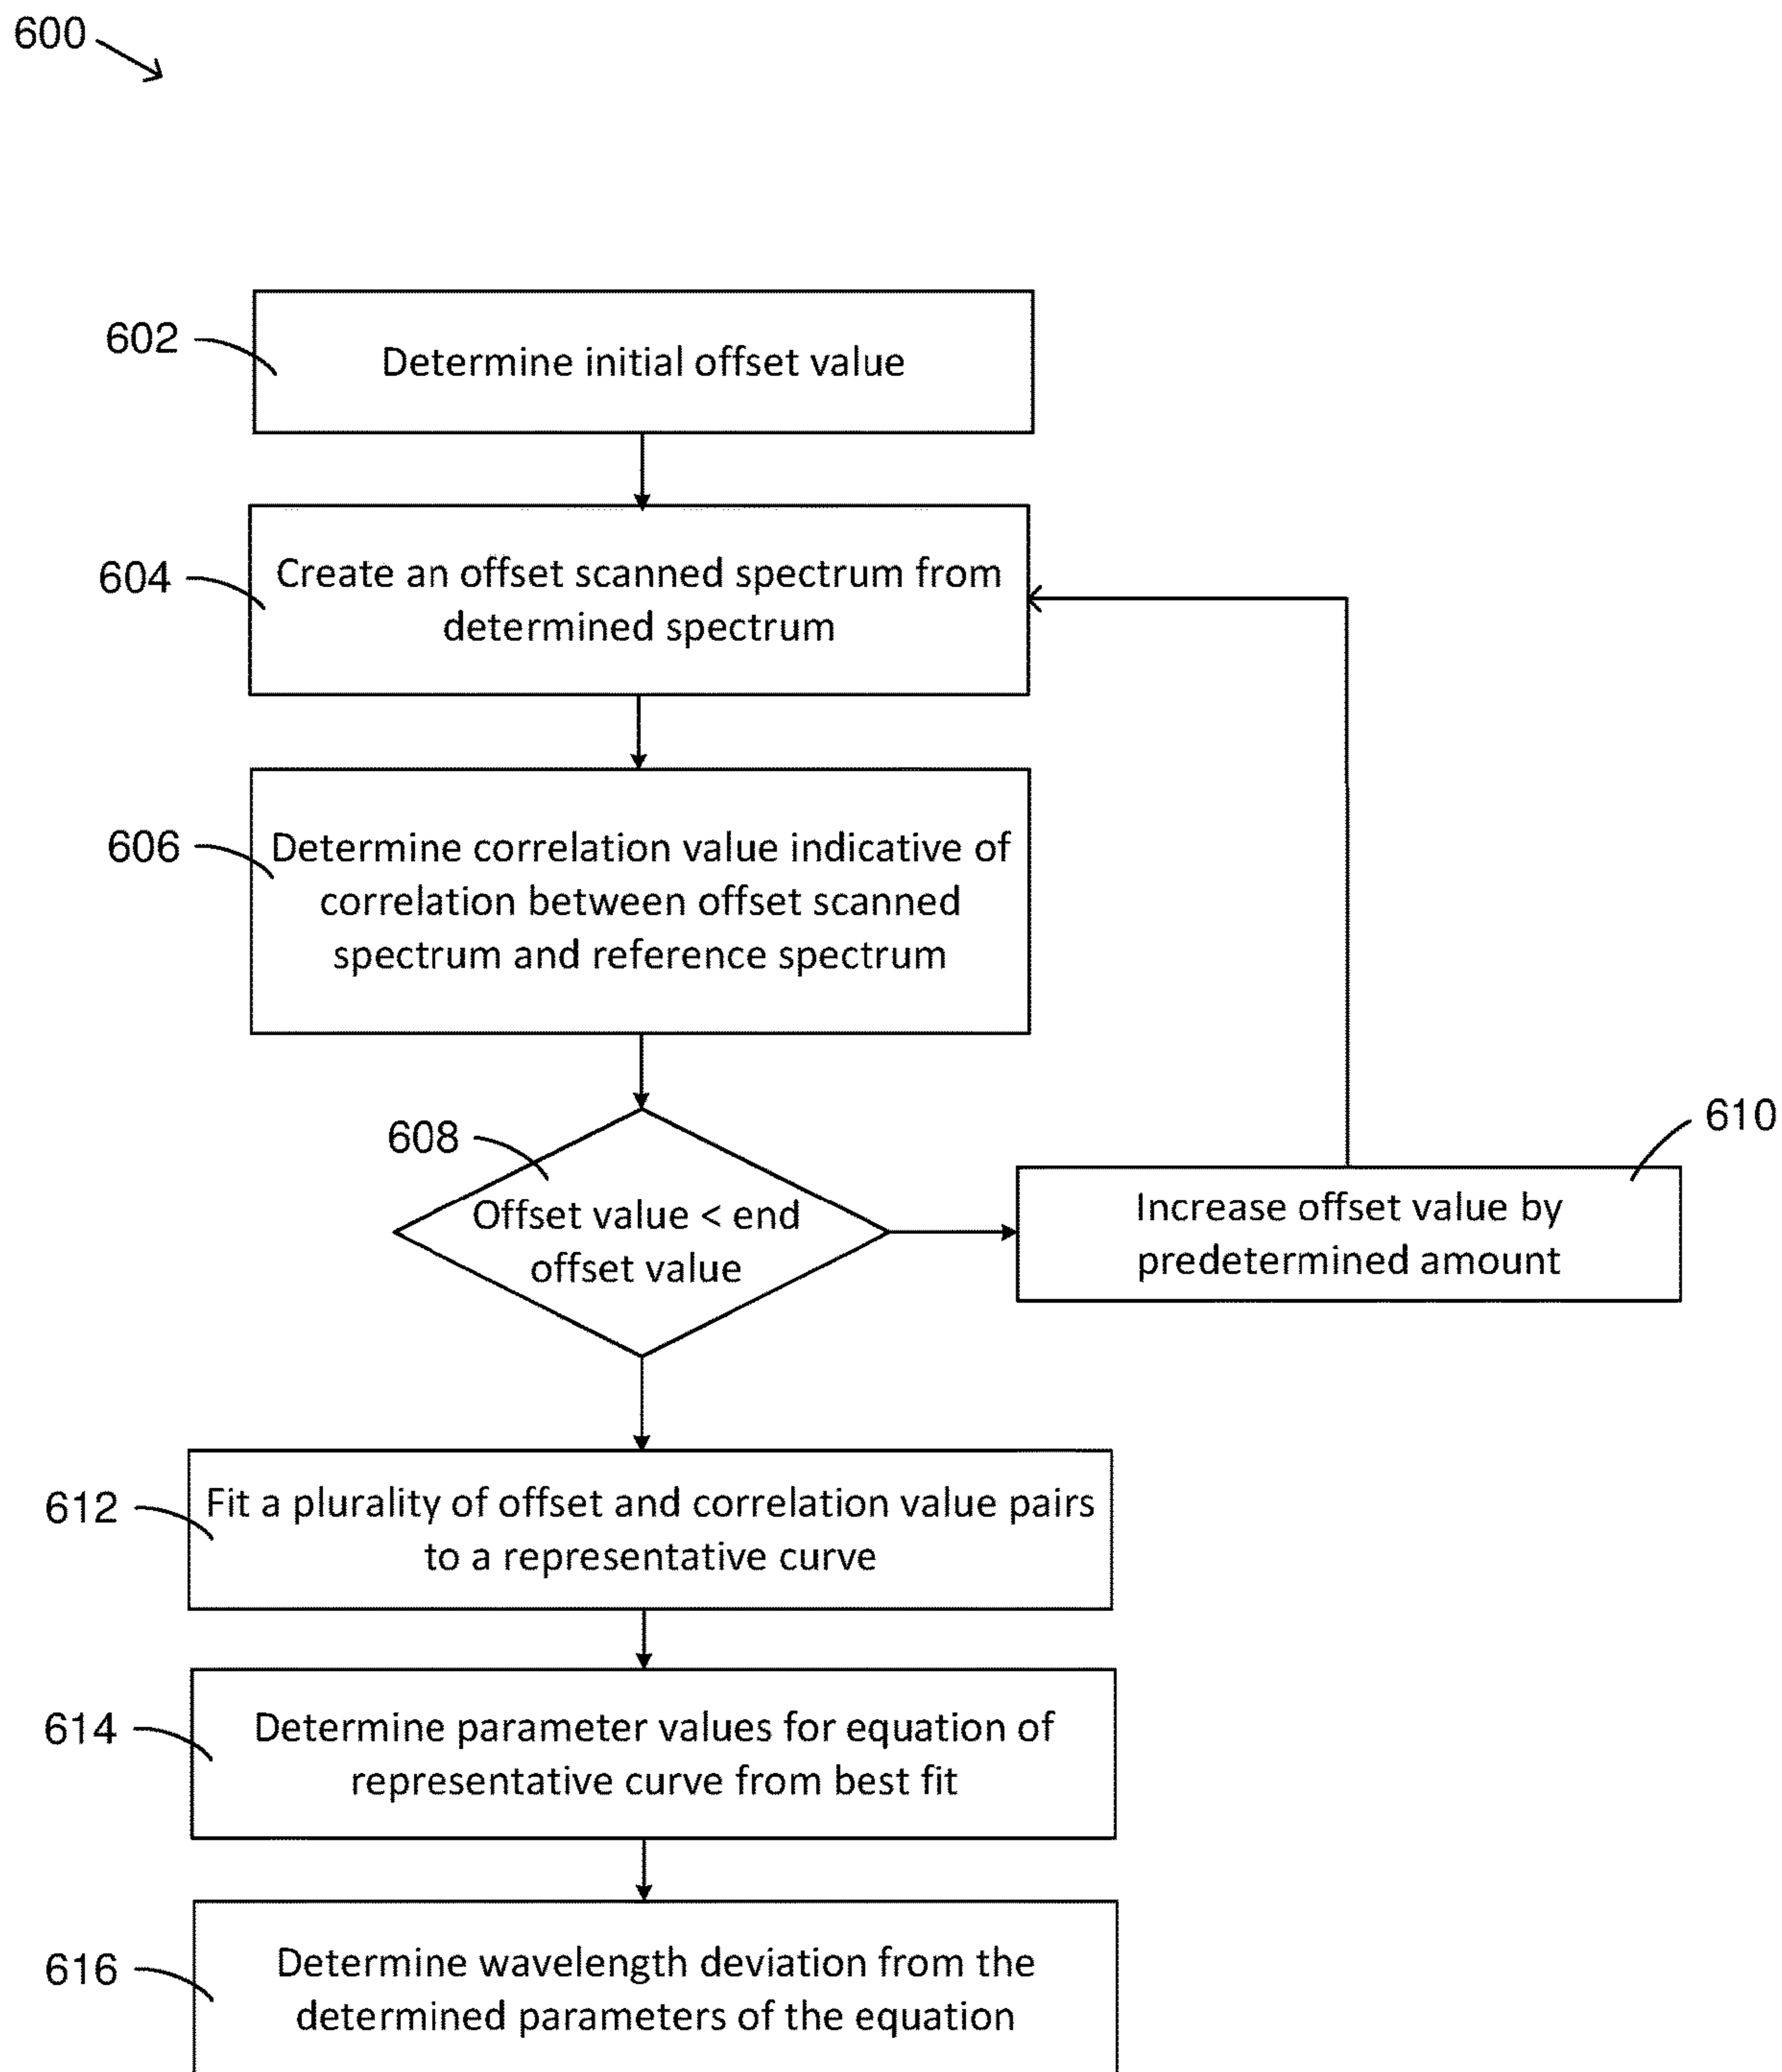 600
602
Determine initial offset value
604
Create an offset scanned spectrum from
determined spectrum
606
Determine correlation value indicative of
correlation between offset scanned
spectrum and reference spectrum
608
Offset value < end
offset value
610
Increase offset value by
predetermined amount
612
Fit a plurality of offset and correlation value pairs
to a representative curve
614
Determine parameter values for equation of
representative curve from best fit
616
Determine wavelength deviation from the
determined parameters of the equation